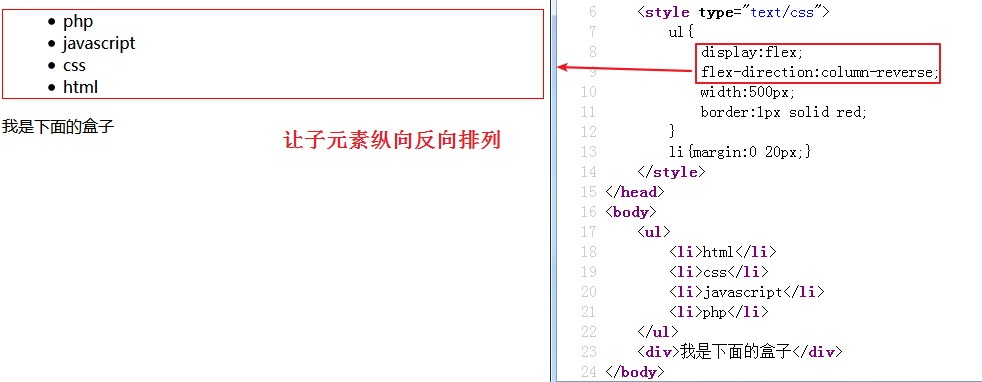 php
javascript
css
html
我是下面的盒子
让子元素纵向反向排列
6 <style type="text/css">
7 ul{
8 display:flex;
9 flex-direction:column-reverse;
10 width:500px;
11 border:1px solid red;
12 }
13 li{margin:0 20px;}
14 </style>
15 </head>
16 <body>
17 <ul>
18 <li>html</li>
19 <li>css</li>
20 <li>javascript</li>
21 <li>php</li>
22 </ul>
23 <div>我是下面的盒子</div>
24 </body>